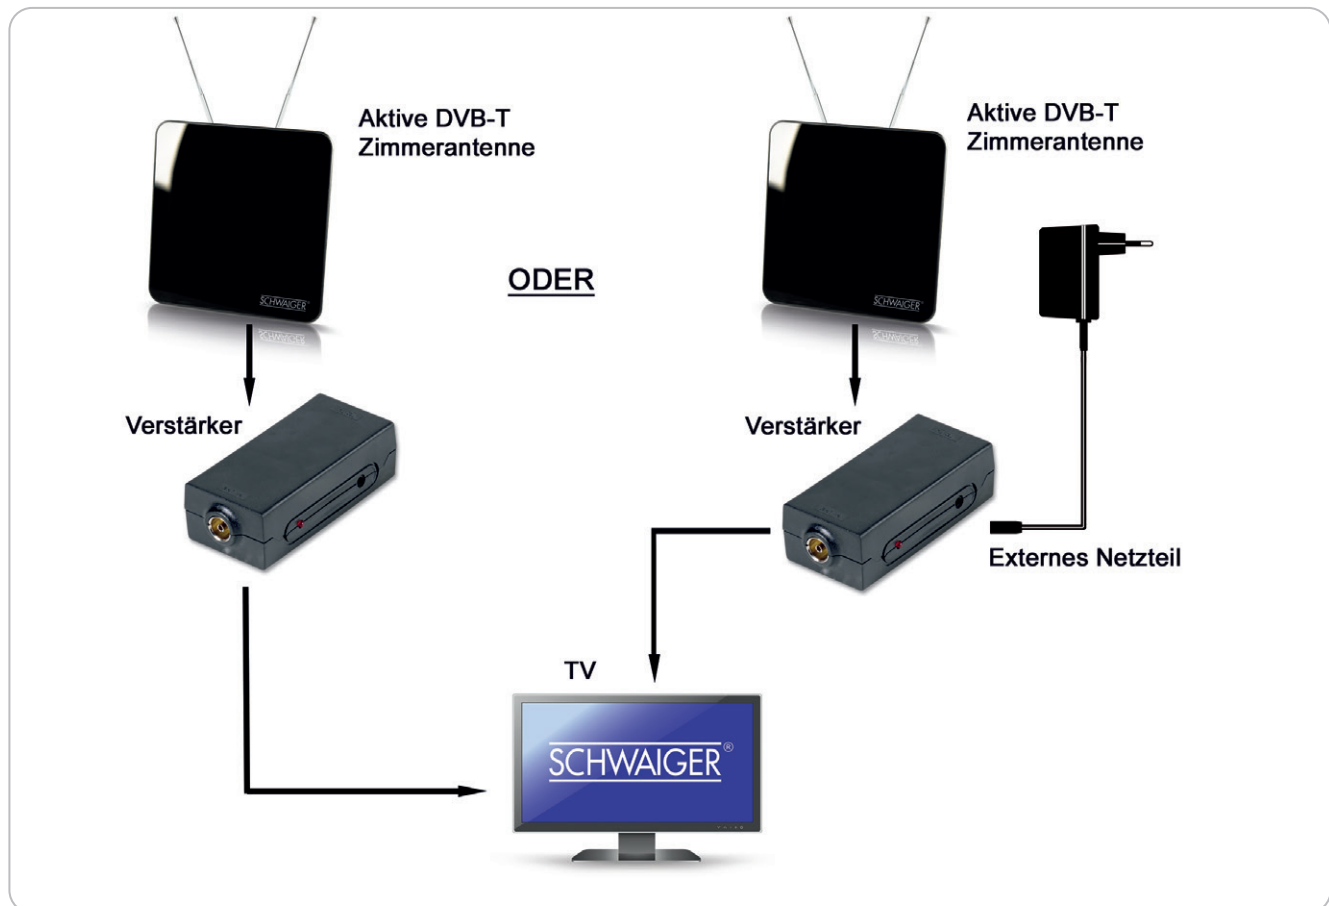 Aktive DVB-T
Zimmerantenne
SCHWAIGER
Aktive DVB-T
Zimmerantenne
SCHWAIGER
ODER
Verstärker
Verstärker
Externes Netzteil
TV
SCHWAIGER®